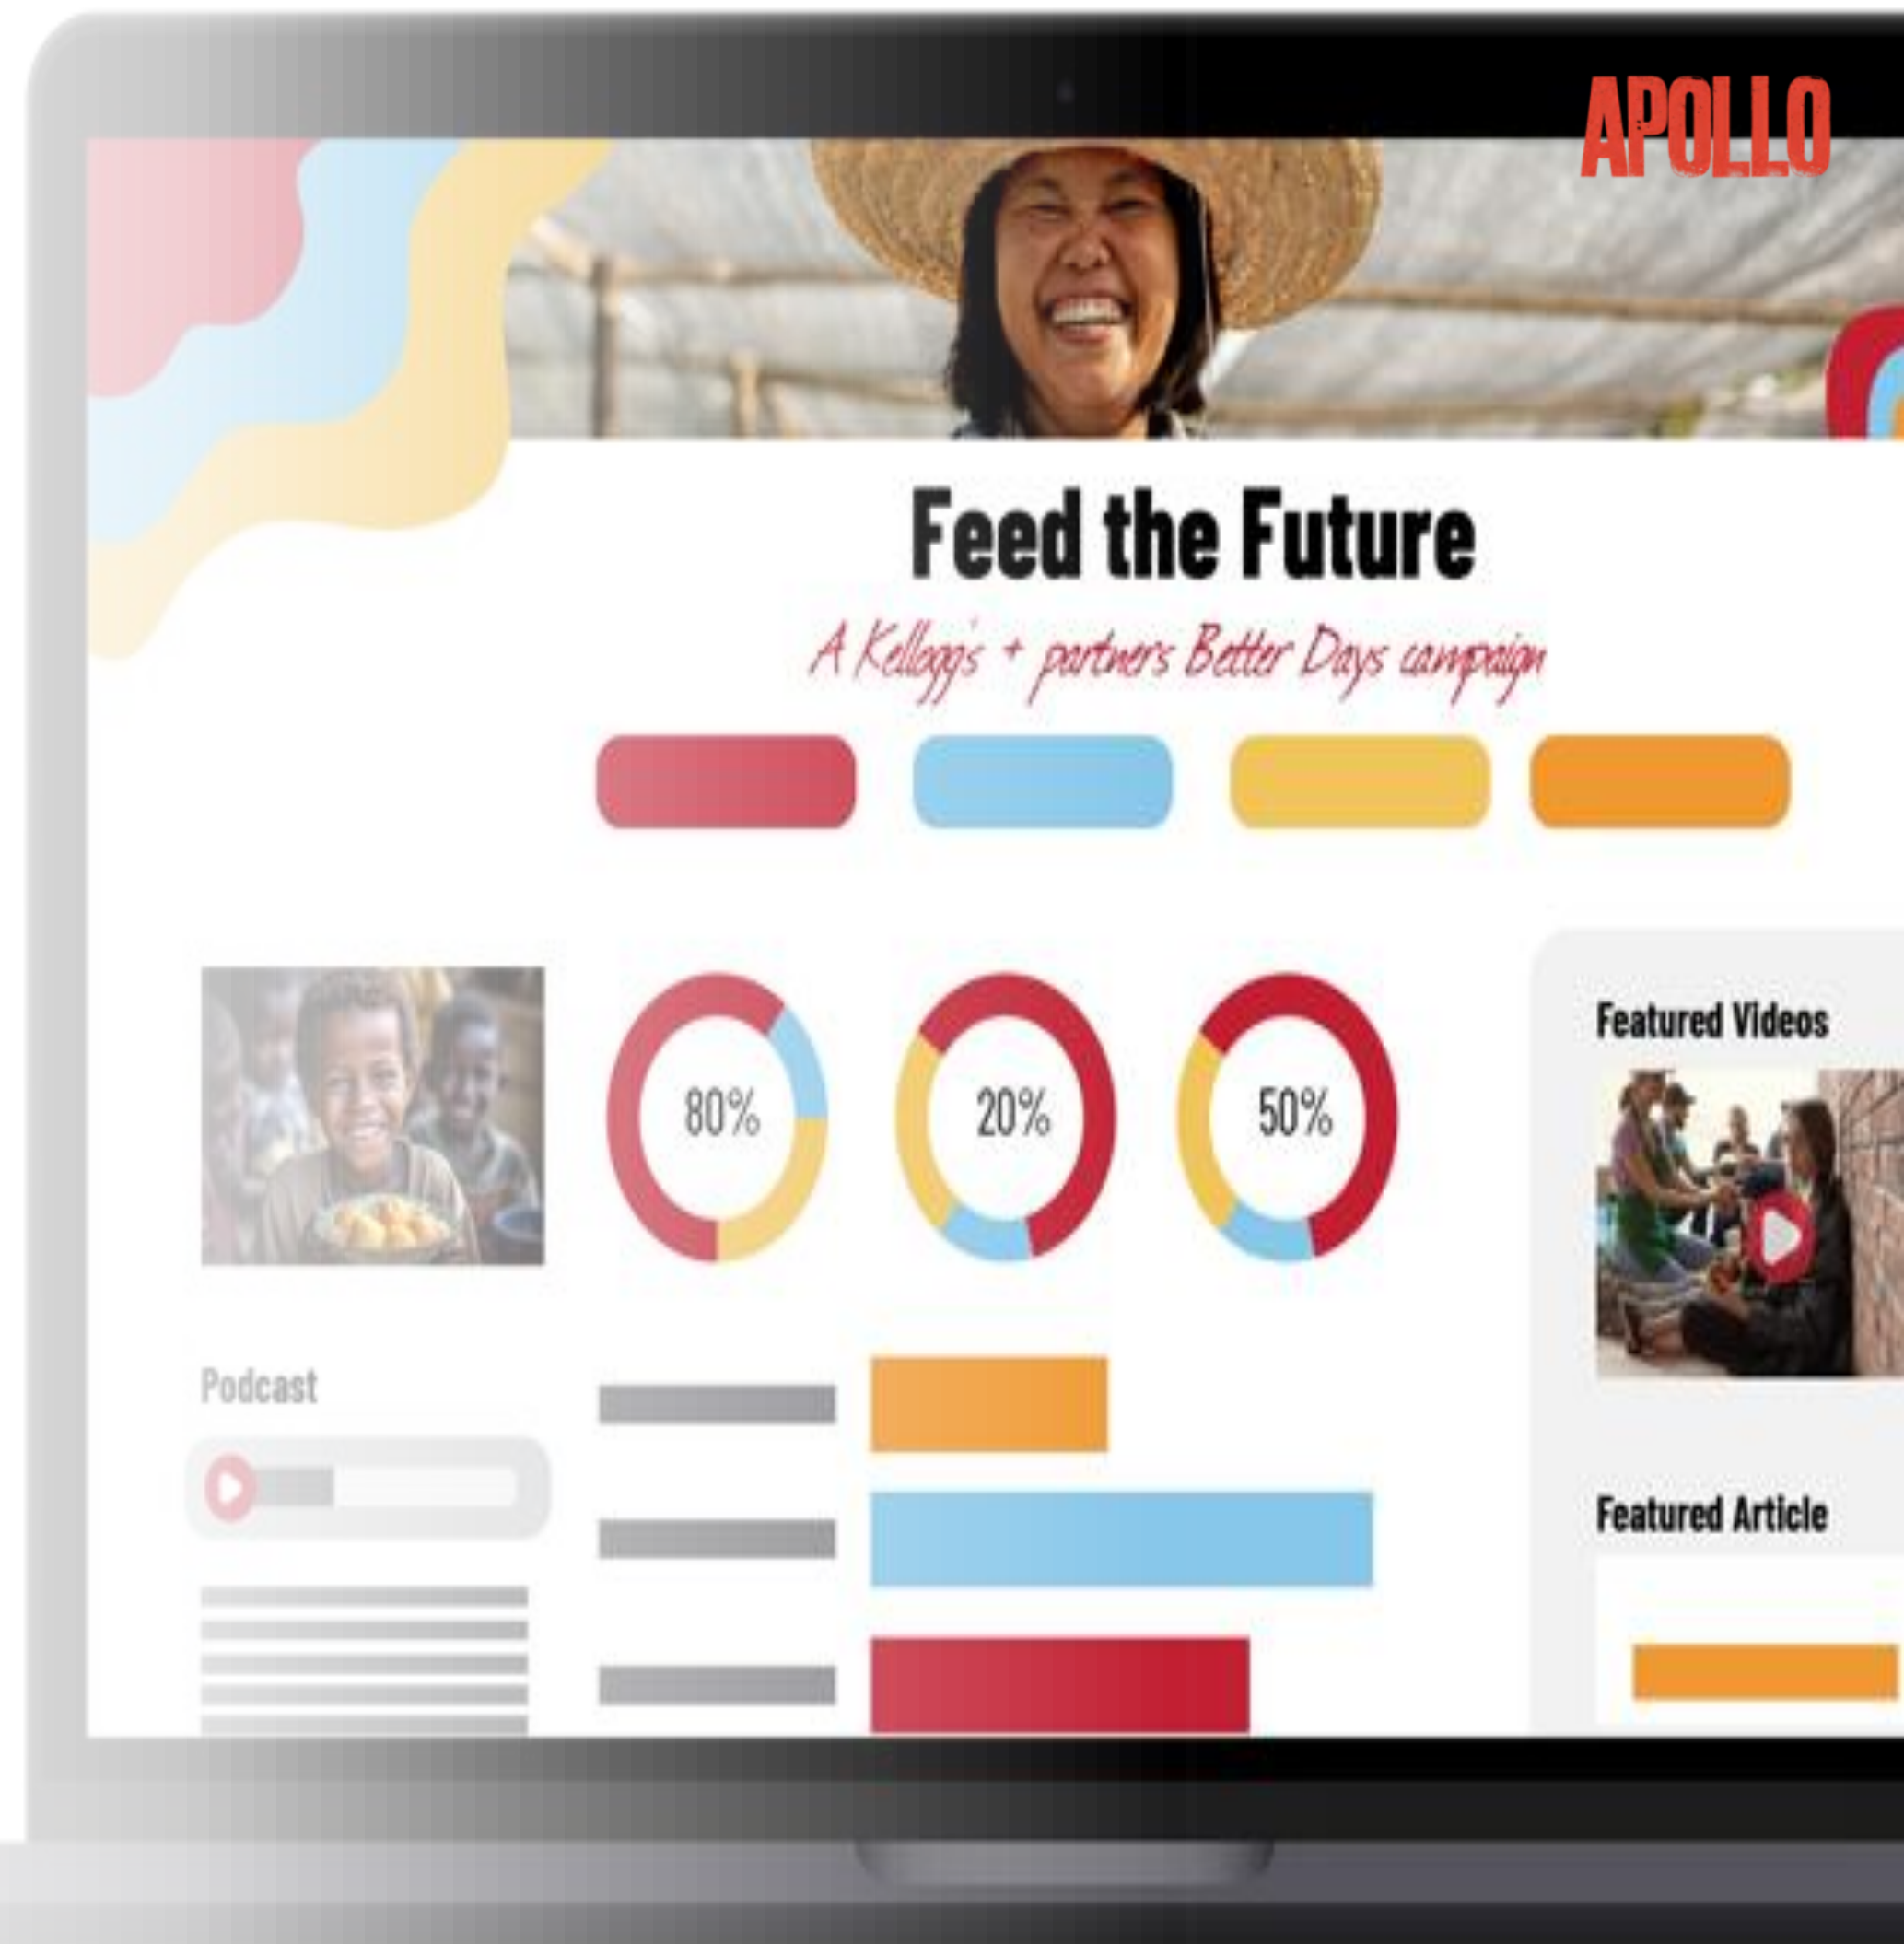 APOLLO
Feed the Future
A Kellogg's + partners Better Days campaign
80%
20%
50%
Featured Videos
Podcast
Featured Article